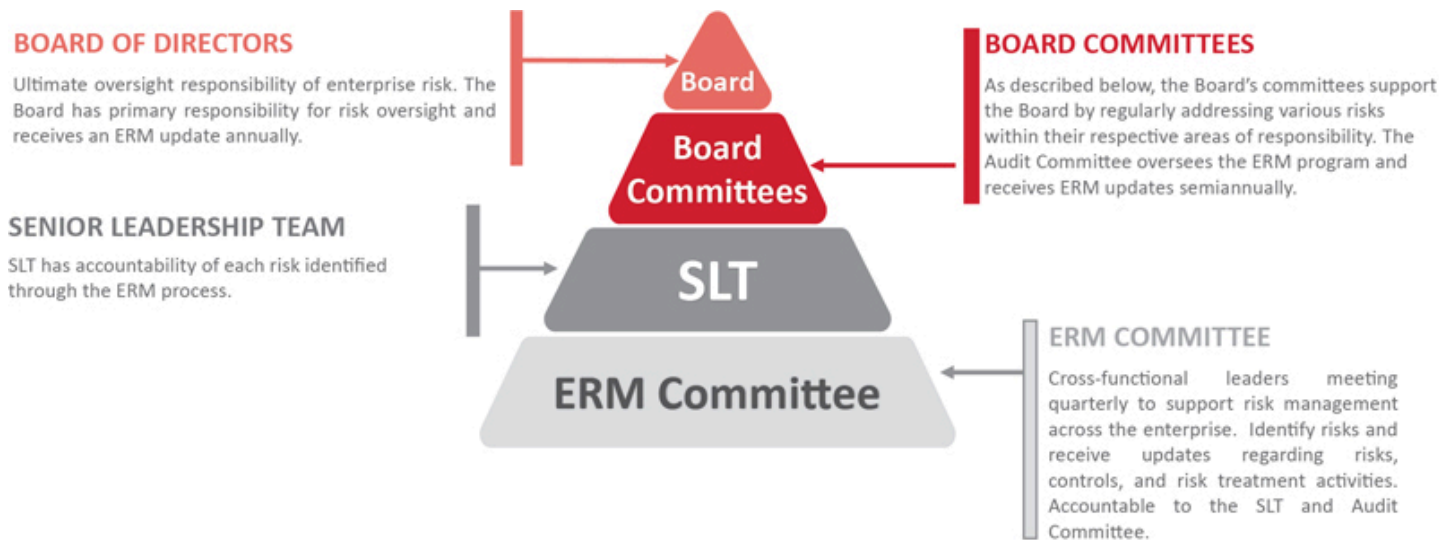 BOARD OF DIRECTORS
Ultimate oversight responsibility of enterprise risk. The
Board has primary responsibility for risk oversight and
receives an ERM update annually.
Board
BOARD COMMITTEES
As described below, the Board's committees support
the Board by regularly addressing various risks
within their respective areas of responsibility. The
Audit Committee oversees the ERM program and
receives ERM updates semiannually.
Board
Committees
SENIOR LEADERSHIP TEAM
SLT has accountability of each risk identified
through the ERM process.
SLT
ERM Committee
ERM COMMITTEE
Cross-functional leaders meeting
quarterly to support risk management
across the enterprise. Identify risks and
receive updates regarding risks,
controls, and risk treatment activities.
Accountable to the SLT and Audit
Committee.